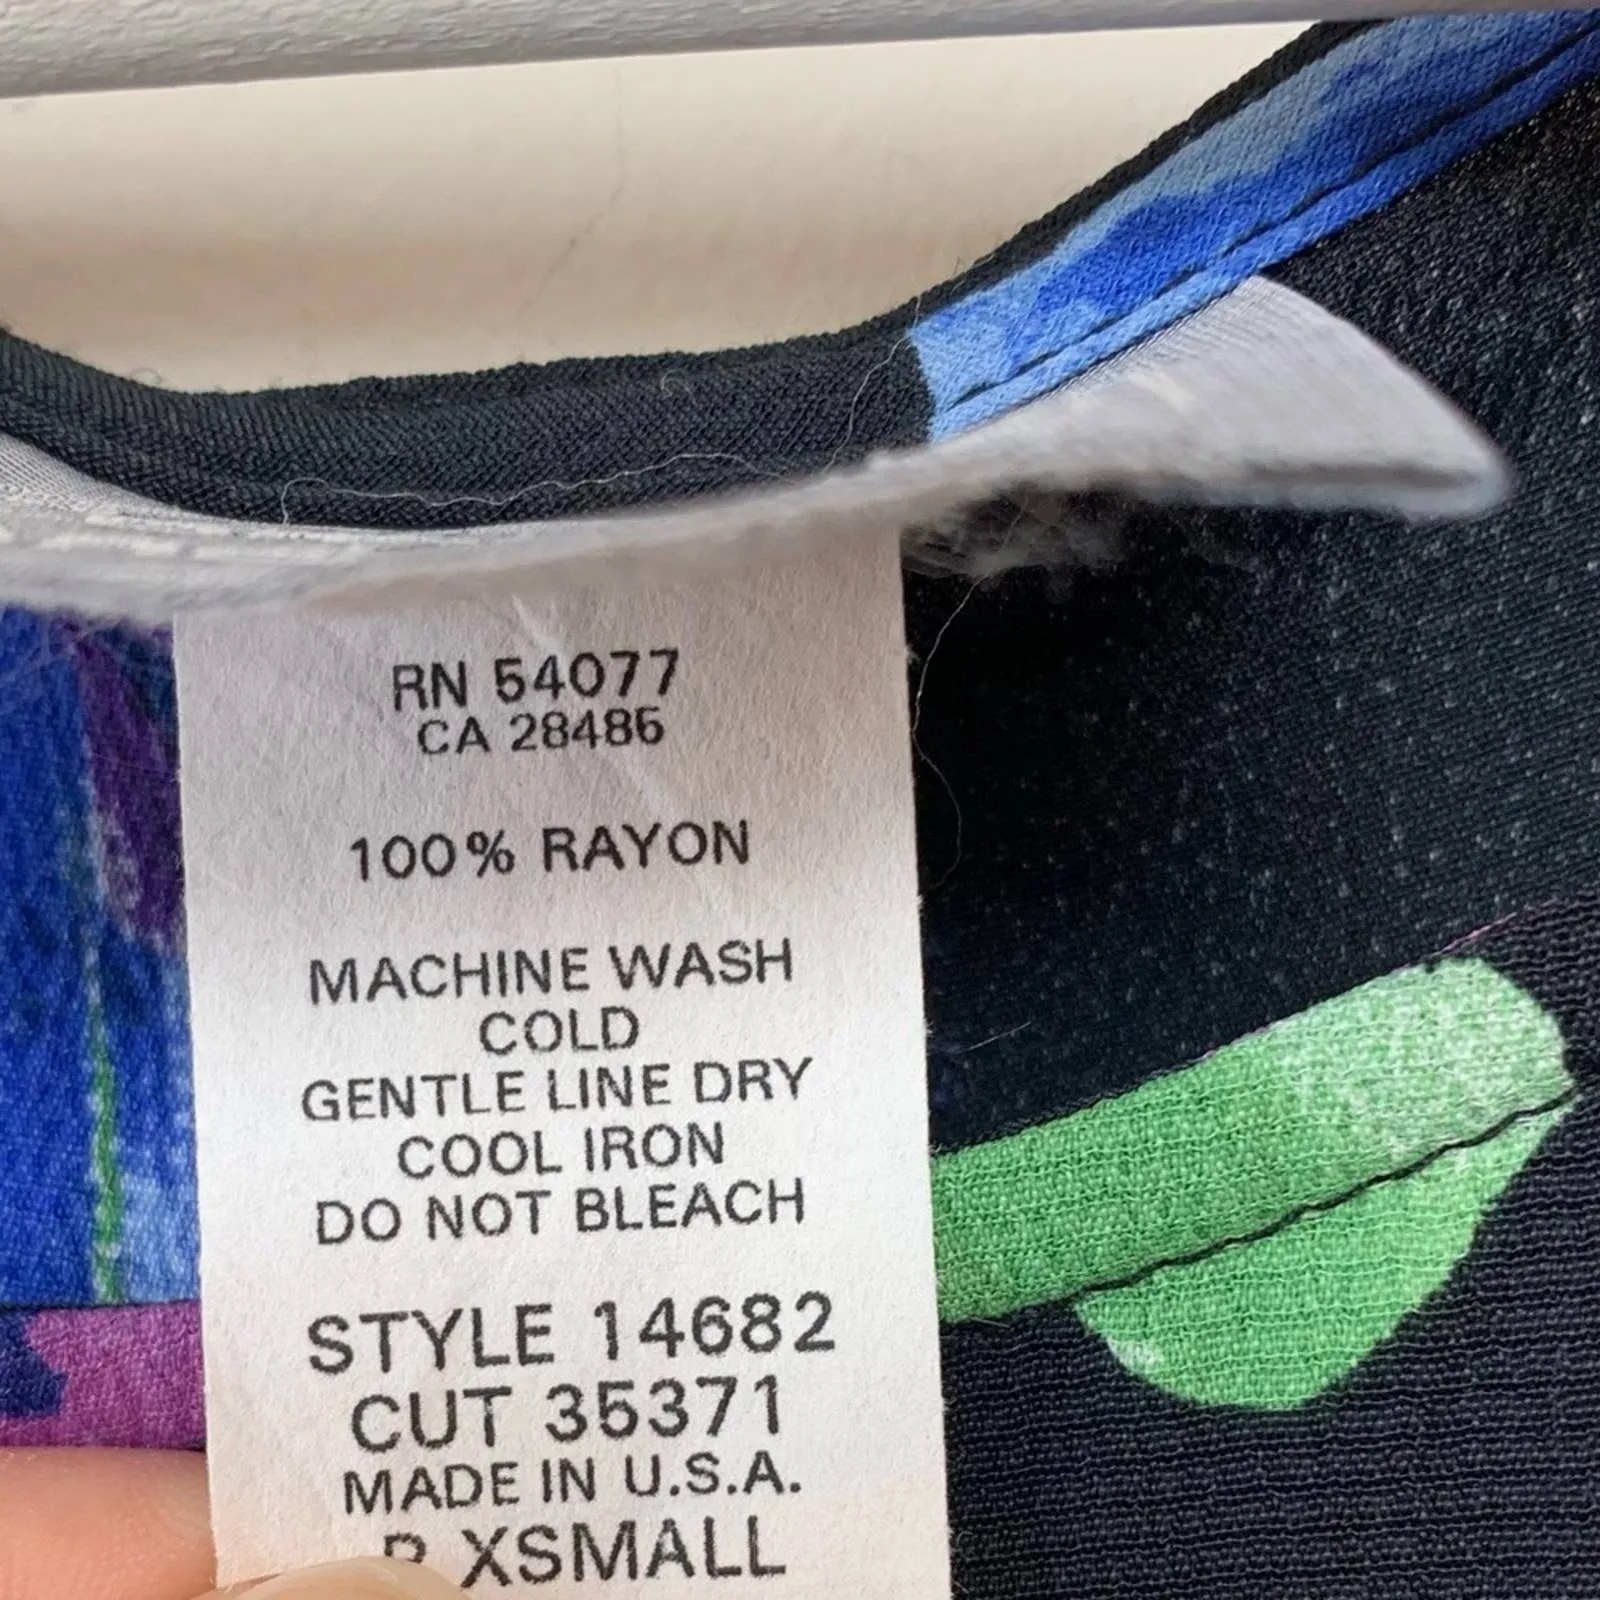 RN 54077
CA 28486
100% RAYON
MACHINE WASH
COLD
GENTLE LINE DRY
COOL IRON
DO NOT BLEACH
STYLE 14682
CUT 35371
MADE IN U.S.A.
P XSMALL